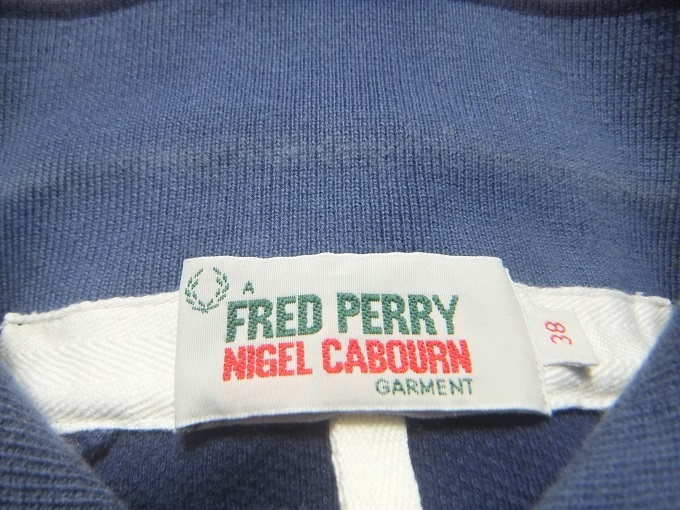 A
FRED PERRY
NIGEL CABOURN
GARMENT
38